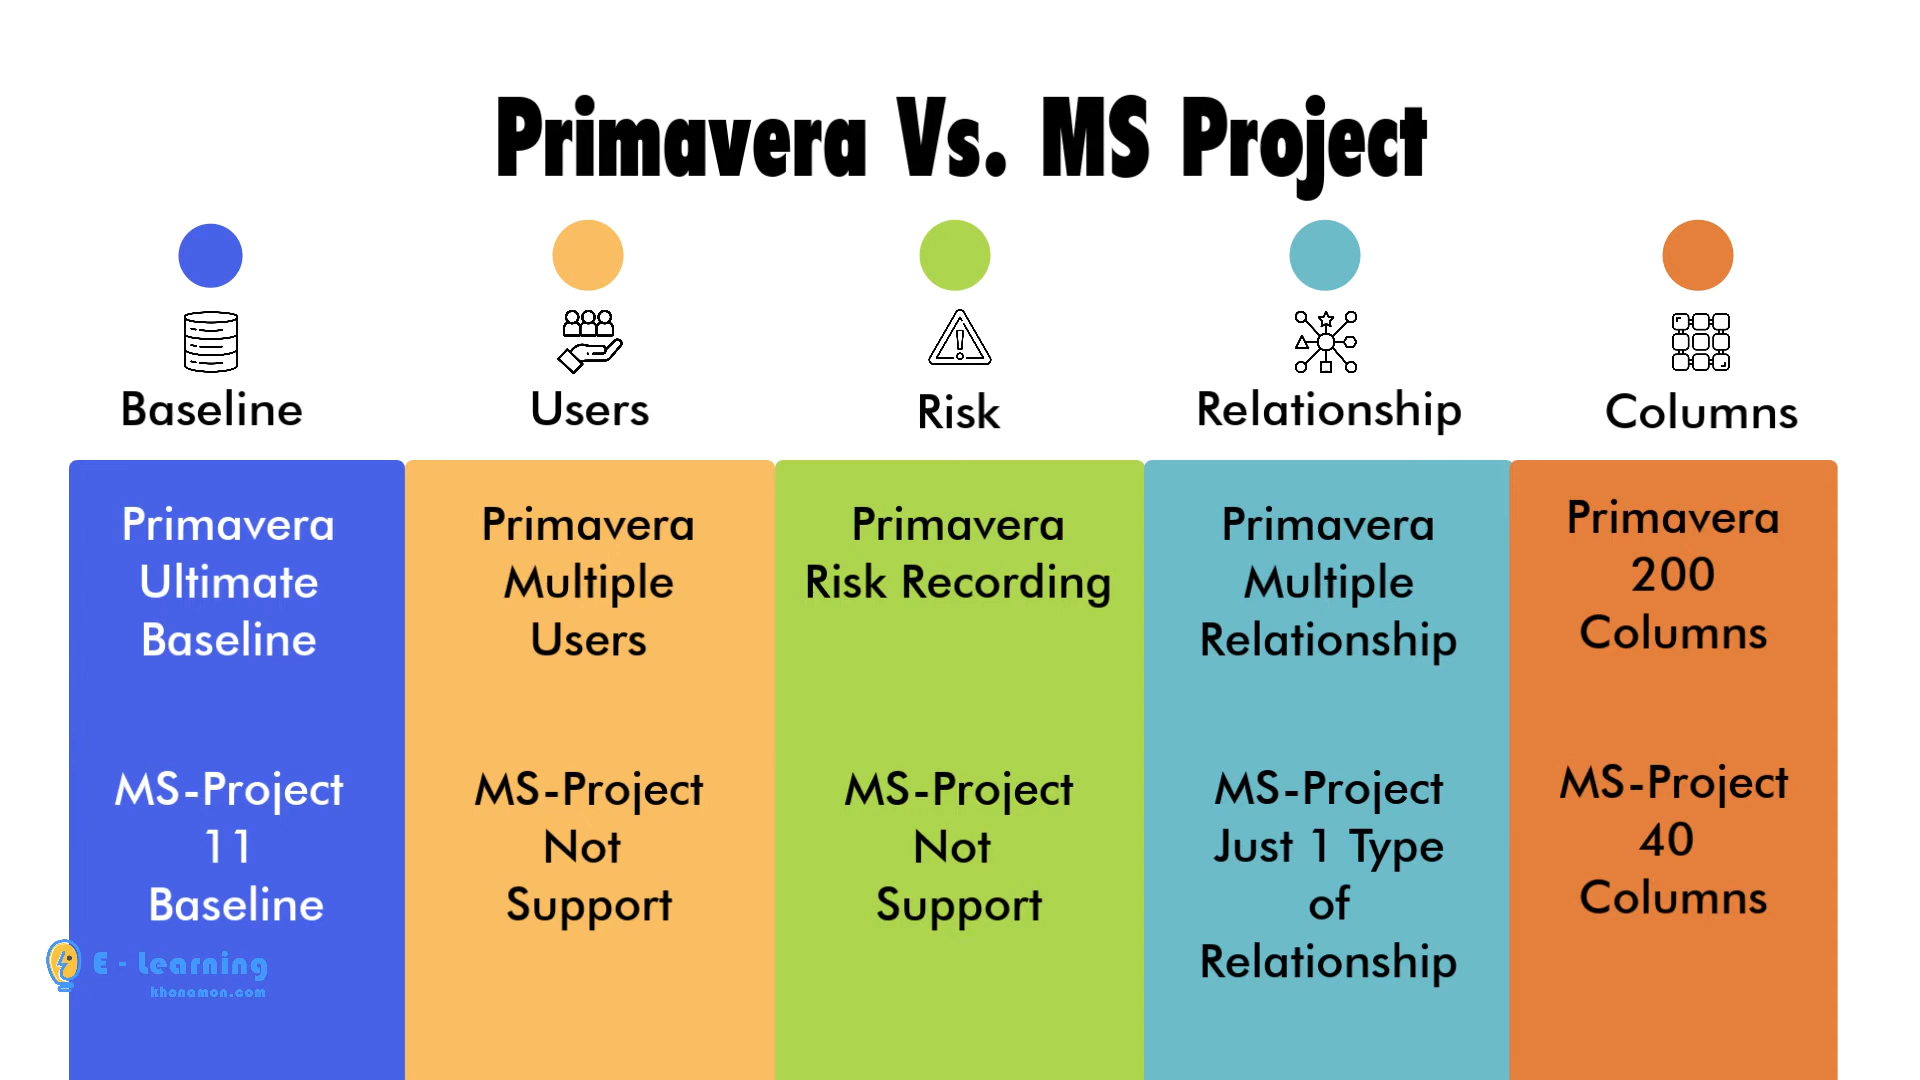 Primavera Vs. MS Project
Baseline
Users
Risk
Relationship
Columns
Primavera
Ultimate
Baseline
MS-Project
11
Baseline
Primavera
Multiple
Users
MS-Project
Not
Support
Primavera
Risk Recording
MS-Project
Not
Support
Primavera
Multiple
Relationship
MS-Project
Just 1 Type
of
Relationship
Primavera
200
Columns
MS-Project
40
Columns
E - Learning
khonamon.com